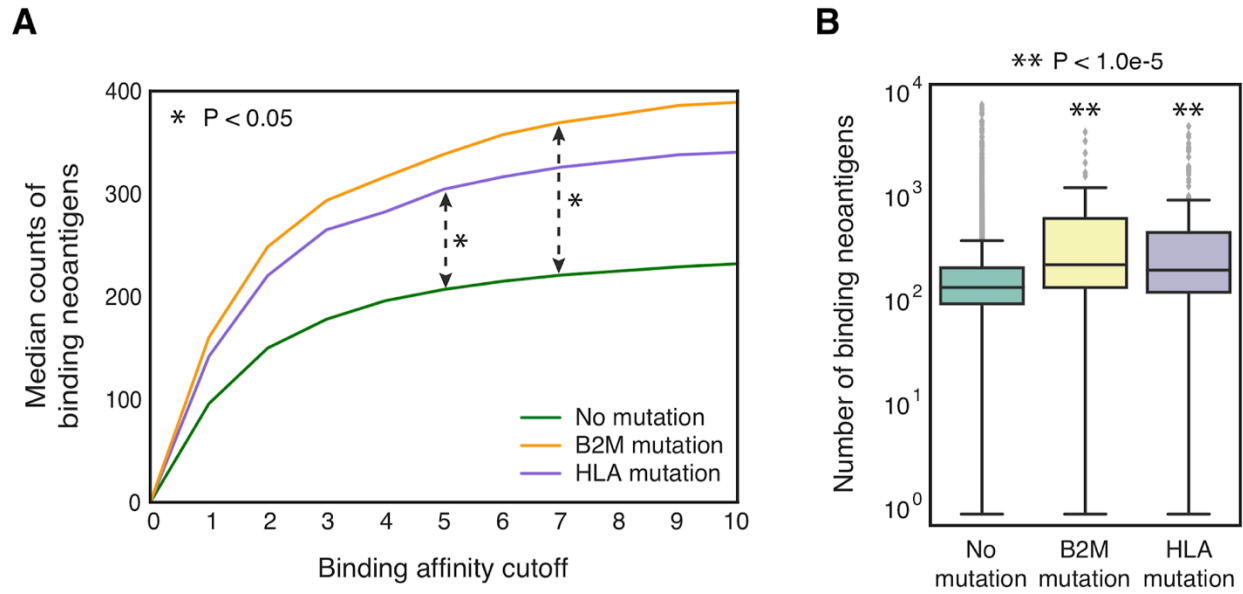 A
Median counts of
binding neoantigens
400
300
200
100
0
* P < 0.05
*
*
No mutation
B2M mutation
HLA mutation
0 1 2 3 4 5 6 7 8 9 10
Binding affinity cutoff
B
** P < 1.0e-5
Number of binding neoantigens
10^4
10^3
10^2
10^1
10^0
** **
No
mutation
B2M
mutation
HLA
mutation